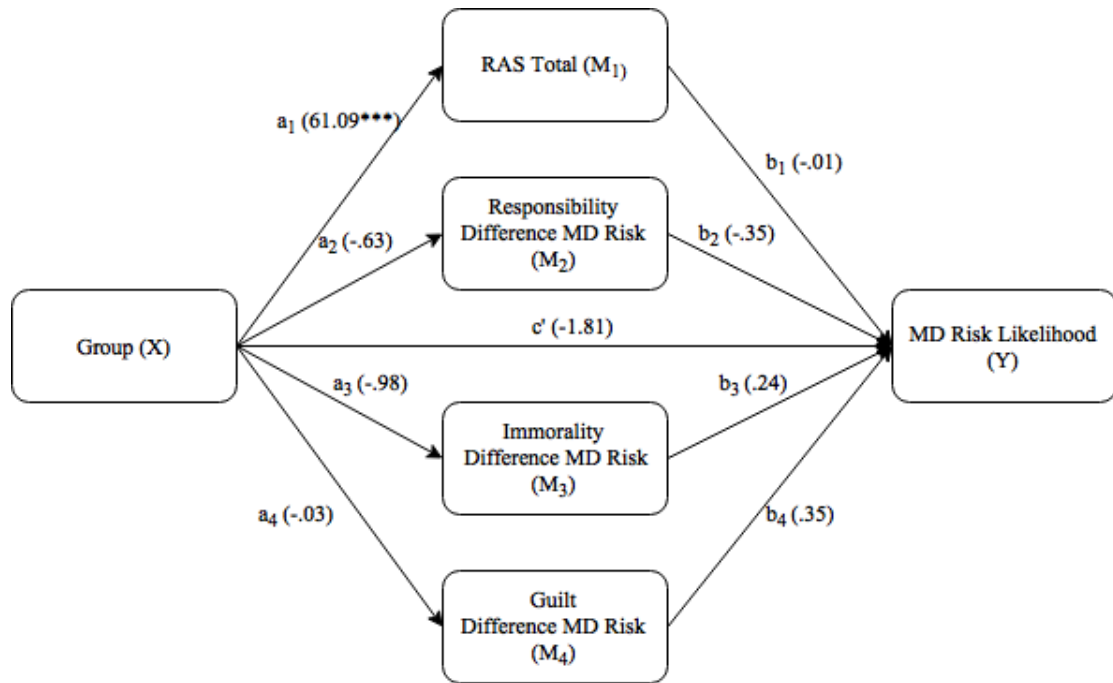 RAS Total (M₁)
a₁ (61.09***)
b₁ (-.01)
Responsibility
Difference MD Risk
(M₂)
a₂ (-.63)
b₂ (-.35)
Group (X)
c' (-1.81)
MD Risk Likelihood
(Y)
a₃ (-.98)
b₃ (.24)
Immorality
Difference MD Risk
(M₃)
a₄ (-.03)
b₄ (.35)
Guilt
Difference MD Risk
(M₄)